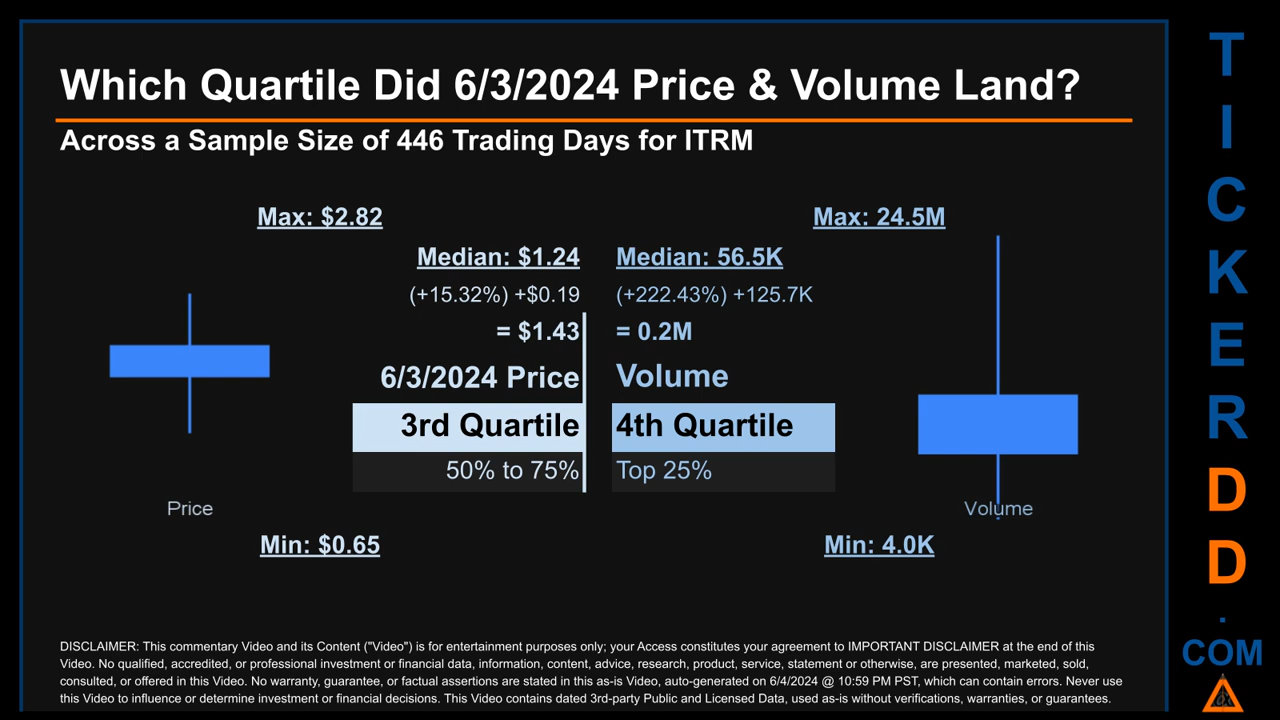 Which Quartile Did 6/3/2024 Price & Volume Land?
Across a Sample Size of 446 Trading Days for ITRM
Max: $2.82
Median: $1.24
(+15.32%) +$0.19
= $1.43
6/3/2024 Price
3rd Quartile
50% to 75%
Price
Min: $0.65
Max: 24.5M
Median: 56.5K
(+222.43%) +125.7K
= 0.2M
Volume
4th Quartile
Top 25%
Volume
Min: 4.0K
DISCLAIMER: This commentary Video and its Content ("Video") is for entertainment purposes only; your Access constitutes your agreement to IMPORTANT DISCLAIMER at the end of this
Video. No qualified, accredited, or professional investment or financial data, information, content, advice, research, product, service, statement or otherwise, are presented, marketed, sold,
consulted, or offered in this Video. No warranty, guarantee, or factual assertions are stated in this as-is Video, auto-generated on 6/4/2024 @ 10:59 PM PST, which can contain errors. Never use
this Video to influence or determine investment or financial decisions. This Video contains dated 3rd-party Public and Licensed Data, used as-is without verifications, warranties, or guarantees.
T
I
C
K
E
R
D
D
.
COM